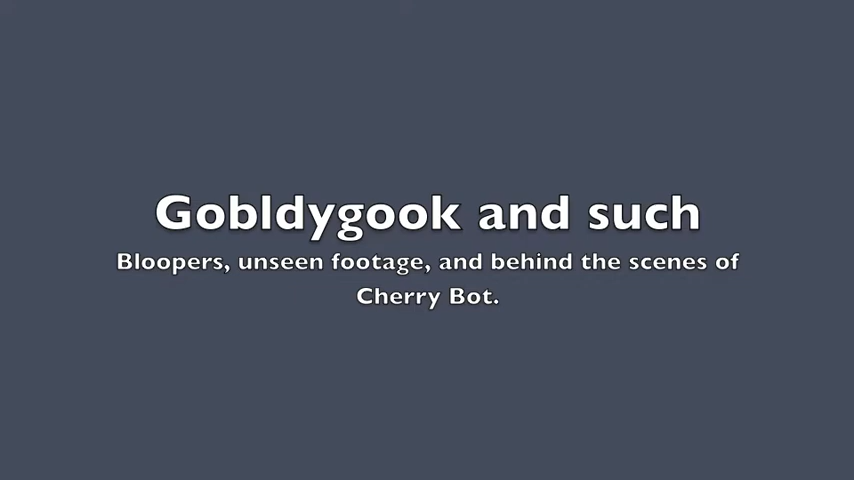 Gobldygook and such
Bloopers, unseen footage, and behind the scenes of
Cherry Bot.